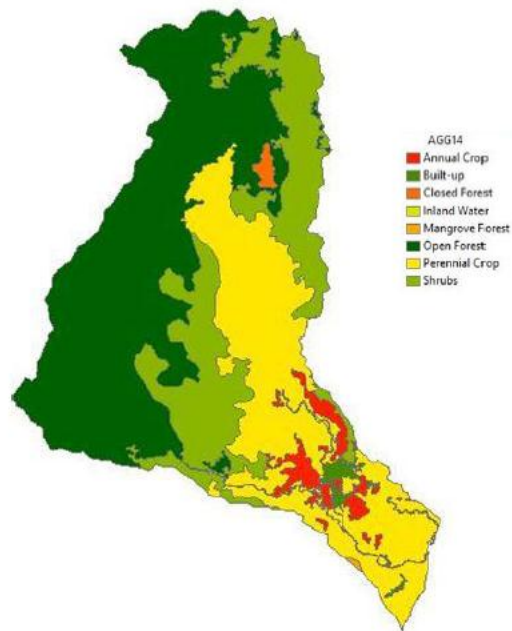 AGG14
Annual Crop
Built-up
Closed Forest
Inland Water
Mangrove Forest
Open Forest
Perennial Crop
Shrubs